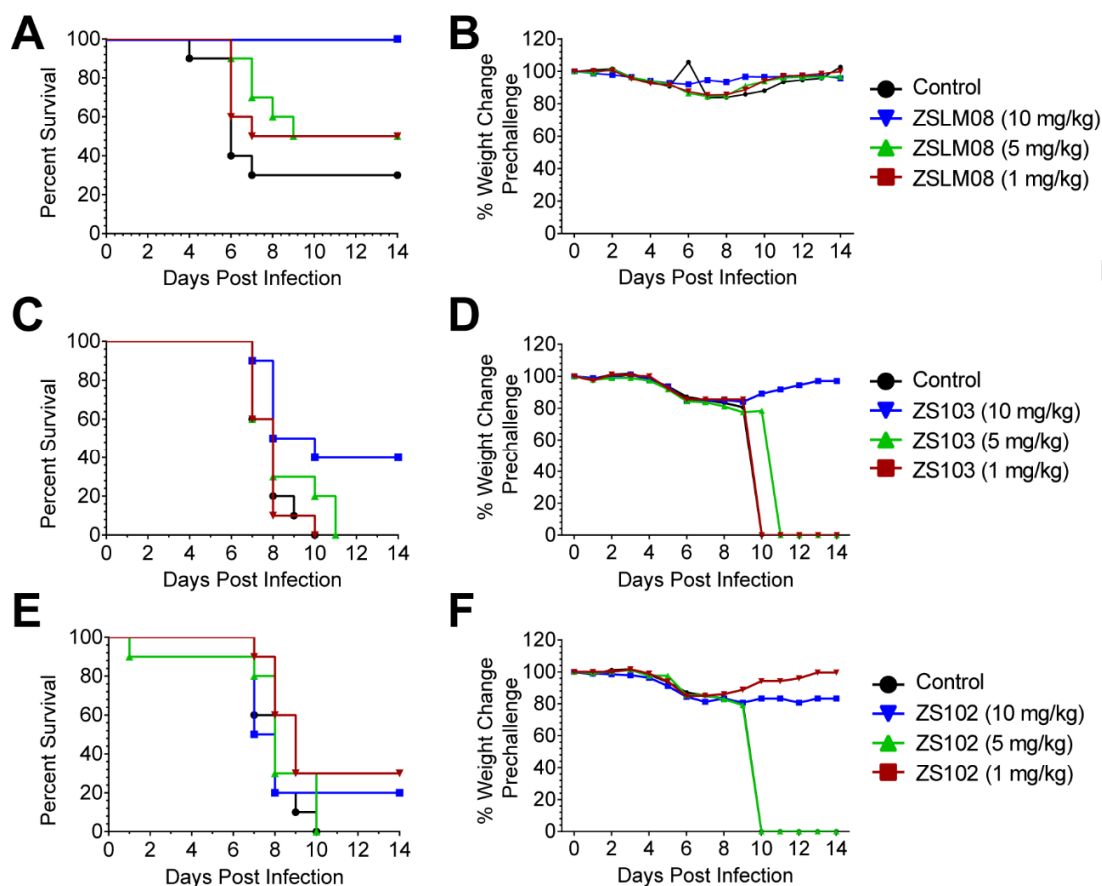 A
100
80
60
40
20
0
Percent Survival
0 2 4 6 8 10 12 14
Days Post Infection
B
120
100
80
60
40
20
0
% Weight Change
Prechallenge
0 2 4 6 8 10 12 14
Days Post Infection
Control
ZSLM08 (10 mg/kg)
ZSLM08 (5 mg/kg)
ZSLM08 (1 mg/kg)
C
100
80
60
40
20
0
Percent Survival
0 2 4 6 8 10 12 14
Days Post Infection
D
120
100
80
60
40
20
0
% Weight Change
Prechallenge
0 2 4 6 8 10 12 14
Days Post Infection
Control
ZS103 (10 mg/kg)
ZS103 (5 mg/kg)
ZS103 (1 mg/kg)
E
100
80
60
40
20
0
Percent Survival
0 2 4 6 8 10 12 14
Days Post Infection
F
120
100
80
60
40
20
0
% Weight Change
Prechallenge
0 2 4 6 8 10 12 14
Days Post Infection
Control
ZS102 (10 mg/kg)
ZS102 (5 mg/kg)
ZS102 (1 mg/kg)